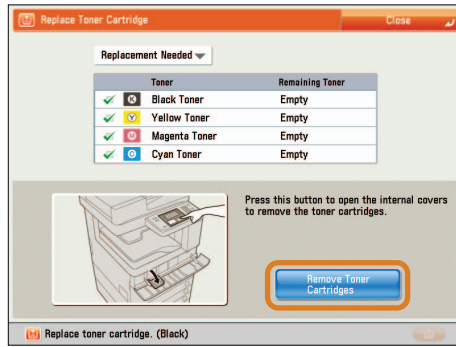 Replace Toner Cartridge
Close
Replacement Needed
Toner Remaining Toner
K Black Toner Empty
Y Yellow Toner Empty
M Magenta Toner Empty
C Cyan Toner Empty
Press this button to open the internal covers
to remove the toner cartridges.
Remove Toner
Cartridges
Replace toner cartridge. (Black)